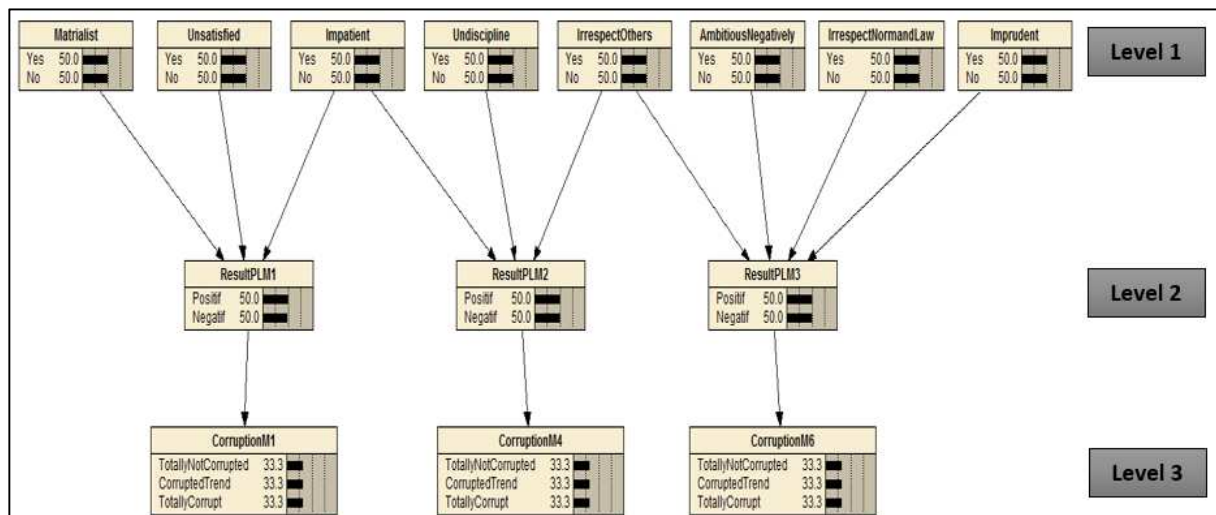 Matrialist Unsatisfied Impatient Undiscipline IrrespectOthers AmbitiousNegatively IrrespectNormandLaw Imprudent
Yes 50.0 Yes 50.0 Yes 50.0 Yes 50.0 Yes 50.0 Yes 50.0 Yes 50.0 Yes 50.0
No 50.0 No 50.0 No 50.0 No 50.0 No 50.0 No 50.0 No 50.0 No 50.0
Level 1
ResultPLM1 ResultPLM2 ResultPLM3
Positif 50.0 Positif 50.0 Positif 50.0
Negatif 50.0 Negatif 50.0 Negatif 50.0
Level 2
CorruptionM1 CorruptionM4 CorruptionM6
TotallyNotCorrupted 33.3 TotallyNotCorrupted 33.3 TotallyNotCorrupted 33.3
CorruptedTrend 33.3 CorruptedTrend 33.3 CorruptedTrend 33.3
TotallyCorrupt 33.3 TotallyCorrupt 33.3 TotallyCorrupt 33.3
Level 3